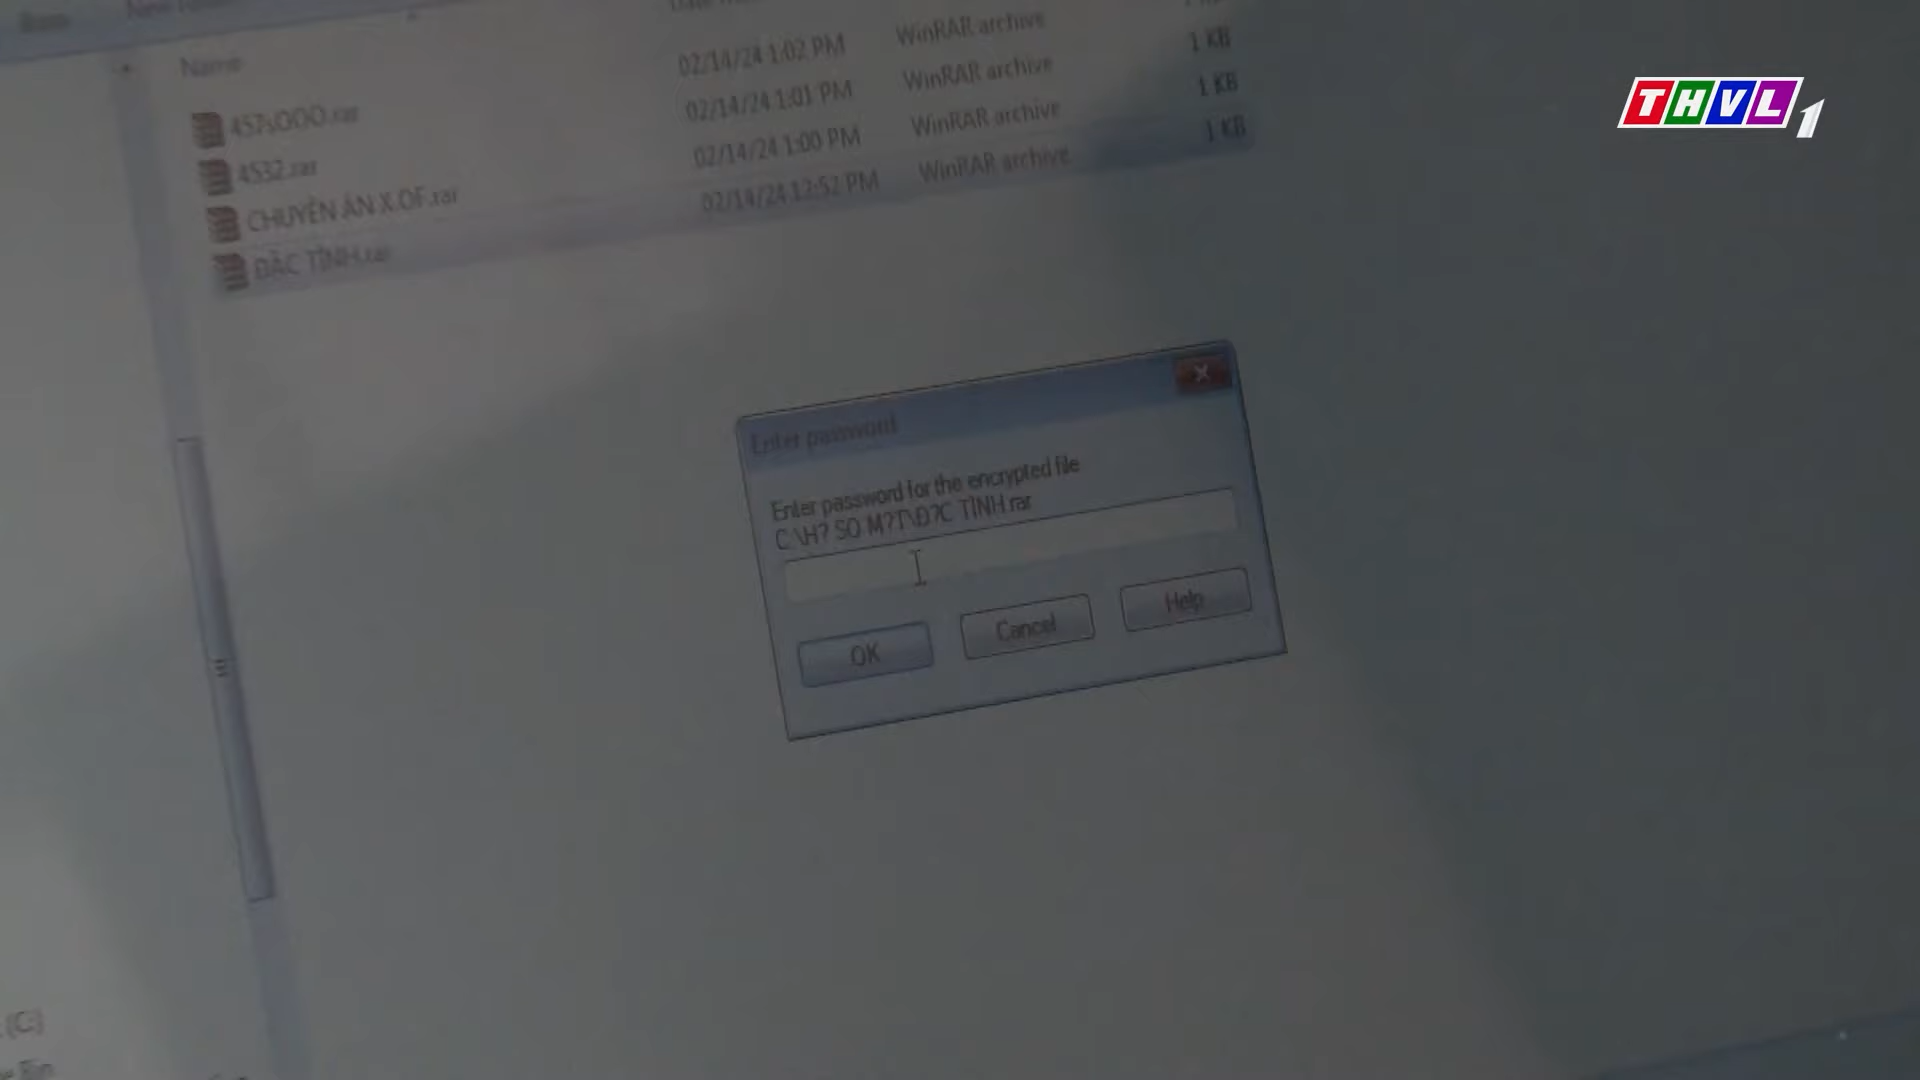 THVL1
Name
457sOOO.rar 02/14/24 1:02 PM WinRAR archive
4532.rar 02/14/24 1:01 PM WinRAR archive 1 KB
CHUYÊN ÁN X.OF.rar 02/14/24 1:00 PM WinRAR archive 1 KB
ĐẶC TÌNH.rar 02/14/24 12:52 PM WinRAR archive 1 KB
Enter password
Enter password for the encrypted file
C:\H? SO M?T\Đ?C TÌNH.rar
OK Cancel Help
(C:)